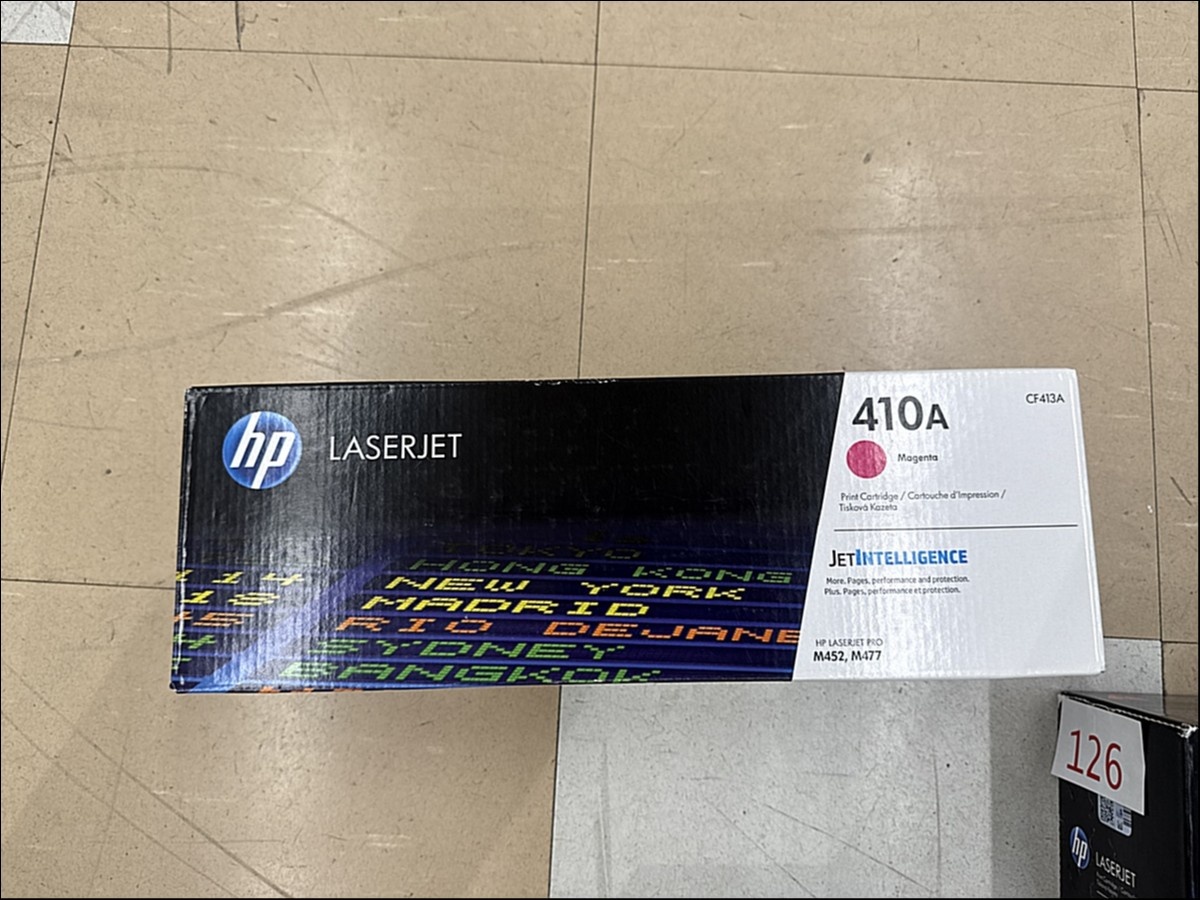 hp
LASERJET
410A
CF413A
Magenta
Print Cartridge / Cartouche d'Impression /
Tisková Kazeta
JETINTELLIGENCE
More. Pages, performance and protection.
Plus. Pages, performance et protection.
HP LASERJET PRO
M452, M477
TOKYO
HONG KONG
114 NEW YORK
MADRID
RIO DEJANE
SYDNEY
BANGKOK
126
hp
LASERJET